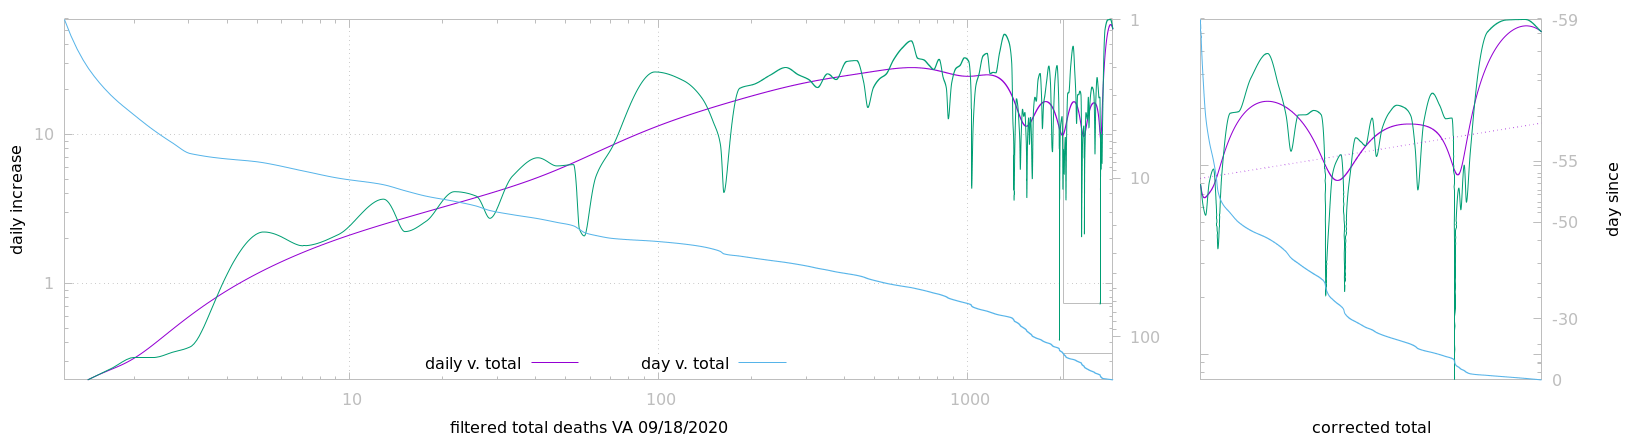 1
-59
10
daily increase
-55
10
-50
day since
1
-30
100
daily v. total
day v. total
0
10
100
1000
filtered total deaths VA 09/18/2020
corrected total